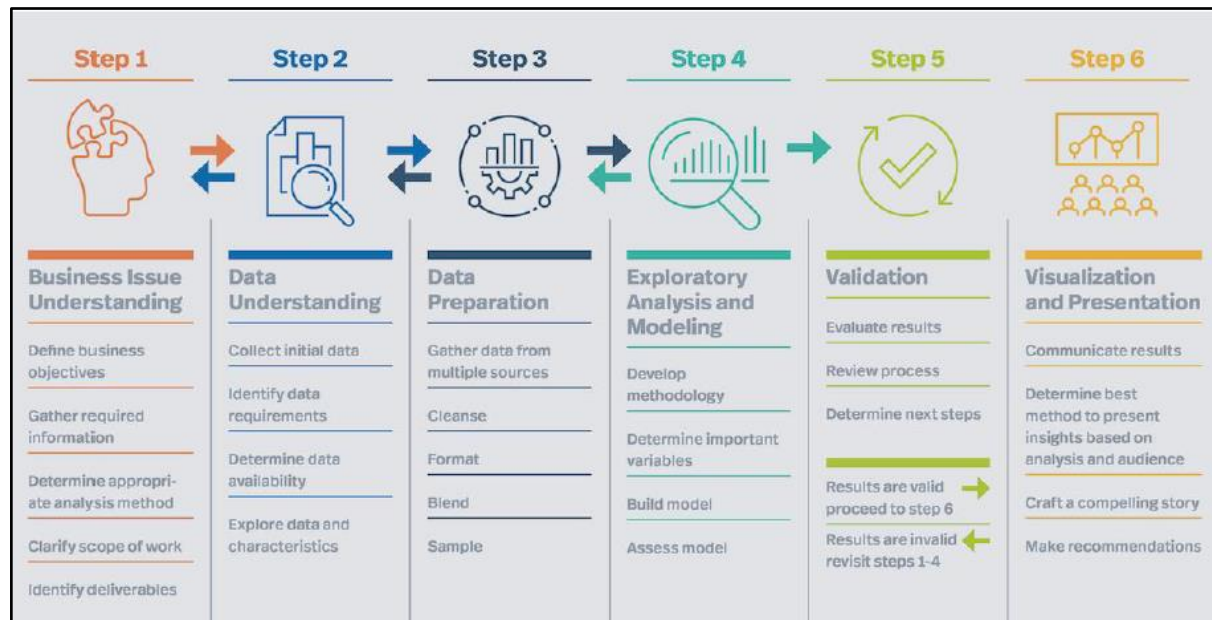 Step 1
Step 2
Step 3
Step 4
Step 5
Step 6
Business Issue
Understanding
Define business
objectives
Gather required
information
Determine appropri-
ate analysis method
Clarify scope of work
Identify deliverables
Data
Understanding
Collect initial data
Identify data
requirements
Determine data
availability
Explore data and
characteristics
Data
Preparation
Gather data from
multiple sources
Cleanse
Format
Blend
Sample
Exploratory
Analysis and
Modeling
Develop
methodology
Determine important
variables
Build model
Assess model
Validation
Evaluate results
Review process
Determine next steps
Results are valid
proceed to step 6
Results are invalid
revisit steps 1-4
Visualization
and Presentation
Communicate results
Determine best
method to present
insights based on
analysis and audience
Craft a compelling story
Make recommendations